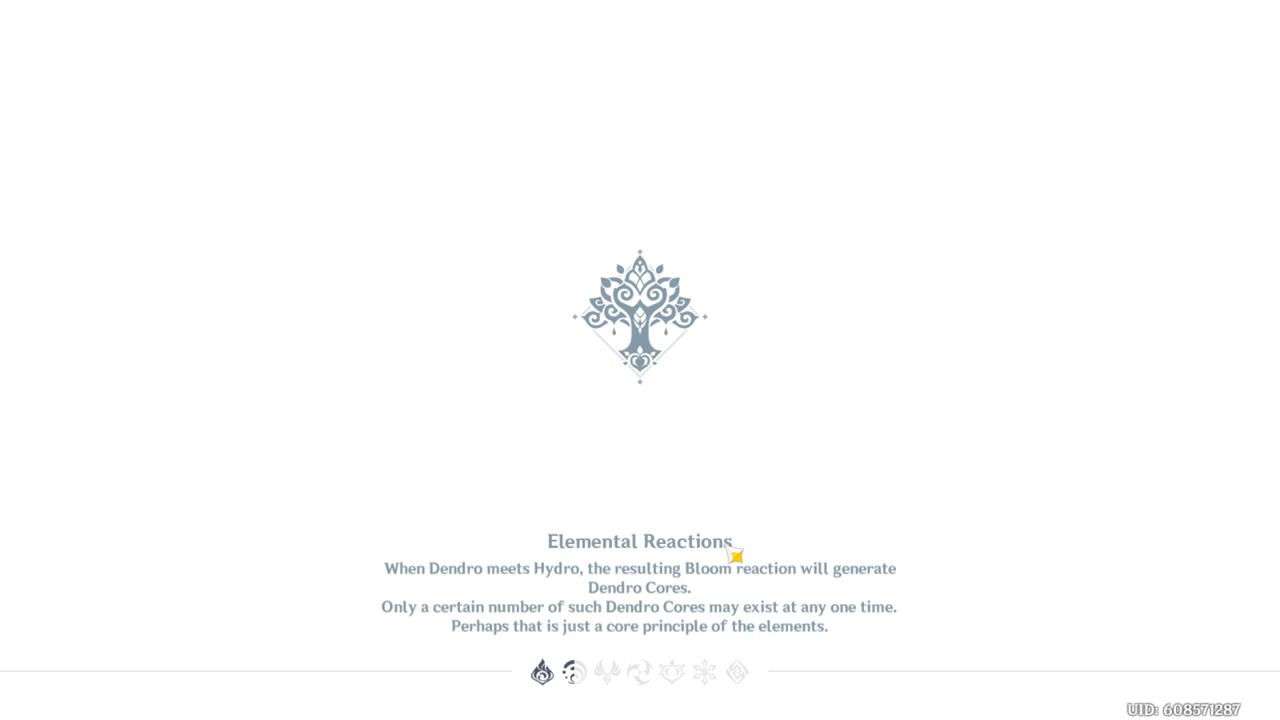 Elemental Reactions
When Dendro meets Hydro, the resulting Bloom reaction will generate
Dendro Cores.
Only a certain number of such Dendro Cores may exist at any one time.
Perhaps that is just a core principle of the elements.
UID: 608571287